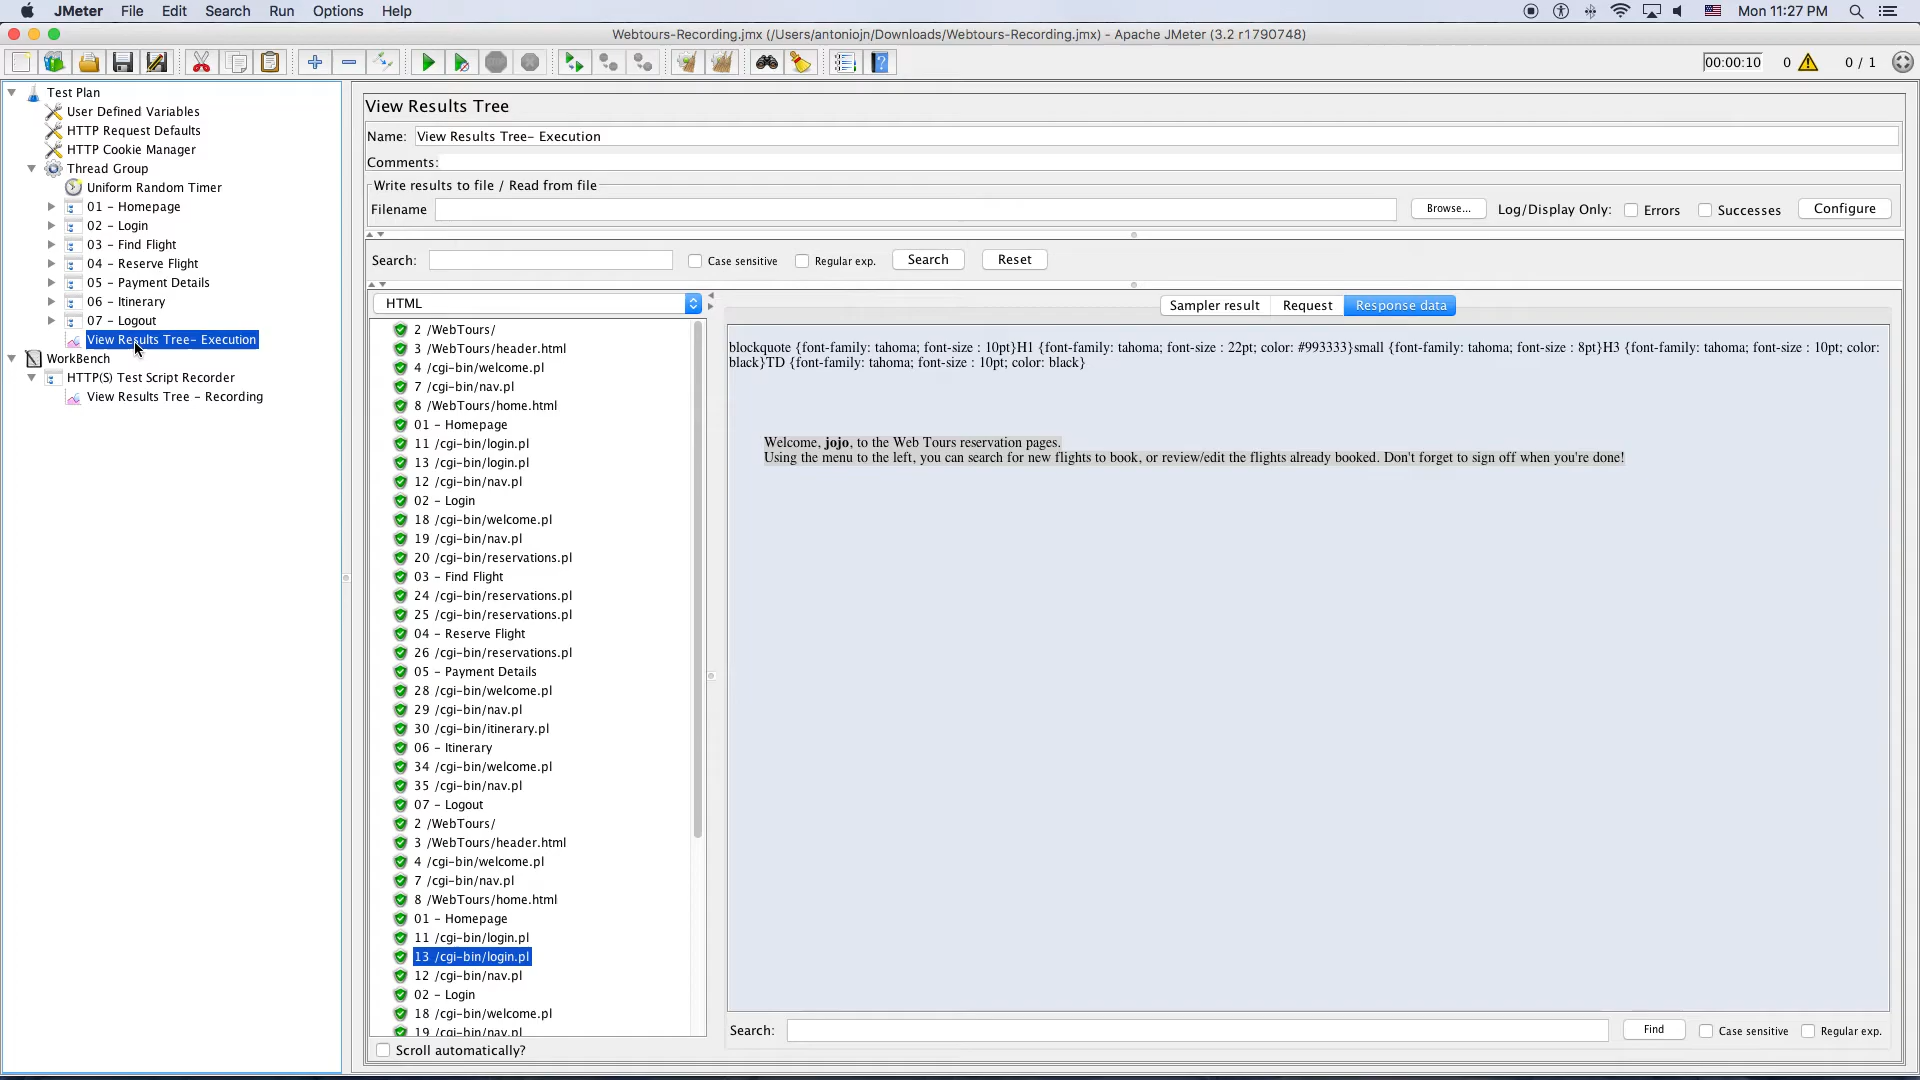 JMeter File Edit Search Run Options Help Mon 11:27 PM
Webtours-Recording.jmx (/Users/antoniojn/Downloads/Webtours-Recording.jmx) - Apache JMeter (3.2 r1790748)
00:00:10 0 0 / 1
Test Plan
User Defined Variables
HTTP Request Defaults
HTTP Cookie Manager
Thread Group
Uniform Random Timer
01 - Homepage
02 - Login
03 - Find Flight
04 - Reserve Flight
05 - Payment Details
06 - Itinerary
07 - Logout
View Results Tree- Execution
WorkBench
HTTP(S) Test Script Recorder
View Results Tree - Recording
View Results Tree
Name: View Results Tree- Execution
Comments:
Write results to file / Read from file
Filename Browse... Log/Display Only: Errors Successes Configure
Search: Case sensitive Regular exp. Search Reset
HTML
2 /WebTours/
3 /WebTours/header.html
4 /cgi-bin/welcome.pl
7 /cgi-bin/nav.pl
8 /WebTours/home.html
01 - Homepage
11 /cgi-bin/login.pl
13 /cgi-bin/login.pl
12 /cgi-bin/nav.pl
02 - Login
18 /cgi-bin/welcome.pl
19 /cgi-bin/nav.pl
20 /cgi-bin/reservations.pl
03 - Find Flight
24 /cgi-bin/reservations.pl
25 /cgi-bin/reservations.pl
04 - Reserve Flight
26 /cgi-bin/reservations.pl
05 - Payment Details
28 /cgi-bin/welcome.pl
29 /cgi-bin/nav.pl
30 /cgi-bin/itinerary.pl
06 - Itinerary
34 /cgi-bin/welcome.pl
35 /cgi-bin/nav.pl
07 - Logout
2 /WebTours/
3 /WebTours/header.html
4 /cgi-bin/welcome.pl
7 /cgi-bin/nav.pl
8 /WebTours/home.html
01 - Homepage
11 /cgi-bin/login.pl
13 /cgi-bin/login.pl
12 /cgi-bin/nav.pl
02 - Login
18 /cgi-bin/welcome.pl
19 /cgi-bin/nav.pl
Scroll automatically?
Sampler result Request Response data
blockquote {font-family: tahoma; font-size : 10pt}H1 {font-family: tahoma; font-size : 22pt; color: #993333}small {font-family: tahoma; font-size : 8pt}H3 {font-family: tahoma; font-size : 10pt; color:
black}TD {font-family: tahoma; font-size : 10pt; color: black}
Welcome, jojo, to the Web Tours reservation pages.
Using the menu to the left, you can search for new flights to book, or review/edit the flights already booked. Don't forget to sign off when you're done!
Search: Find Case sensitive Regular exp.